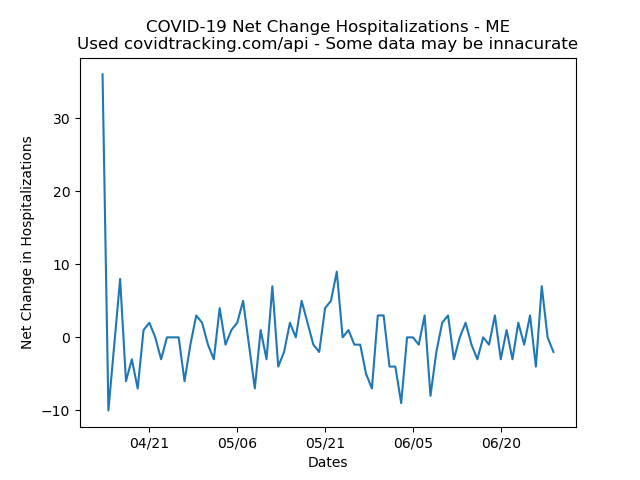 COVID-19 Net Change Hospitalizations - ME
Used covidtracking.com/api - Some data may be innacurate
Net Change in Hospitalizations
30
20
10
0
−10
04/21 05/06 05/21 06/05 06/20
Dates